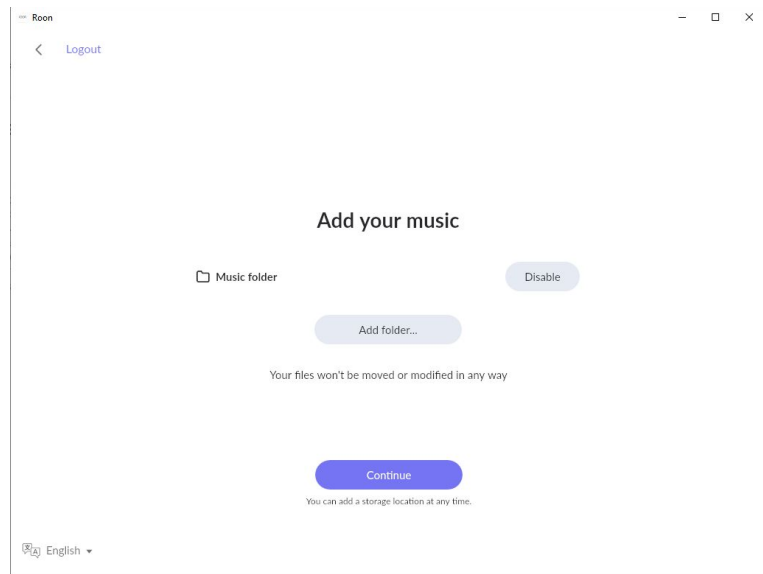 Roon
Logout
Add your music
Music folder
Disable
Add folder...
Your files won't be moved or modified in any way
Continue
You can add a storage location at any time.
English